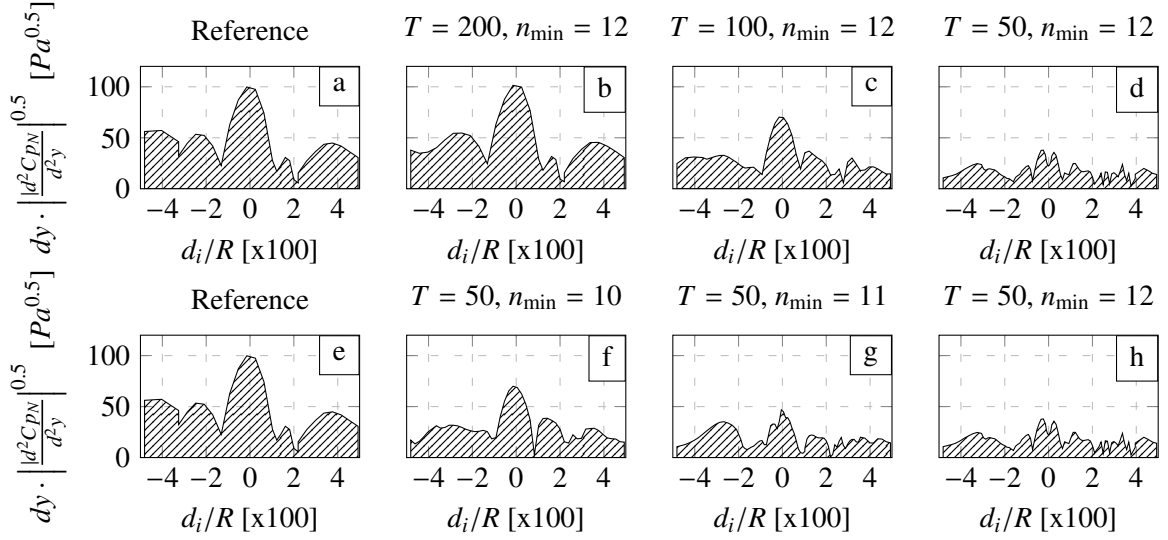 Reference T = 200, n_min = 12 T = 100, n_min = 12 T = 50, n_min = 12
dy · | |d²Cp_N| / d²y |^0.5 [Pa^0.5]
100
50
0
a b c d
−4 −2 0 2 4 −4 −2 0 2 4 −4 −2 0 2 4 −4 −2 0 2 4
d_i/R [x100] d_i/R [x100] d_i/R [x100] d_i/R [x100]
Reference T = 50, n_min = 10 T = 50, n_min = 11 T = 50, n_min = 12
dy · | |d²Cp_N| / d²y |^0.5 [Pa^0.5]
100
50
0
e f g h
−4 −2 0 2 4 −4 −2 0 2 4 −4 −2 0 2 4 −4 −2 0 2 4
d_i/R [x100] d_i/R [x100] d_i/R [x100] d_i/R [x100]